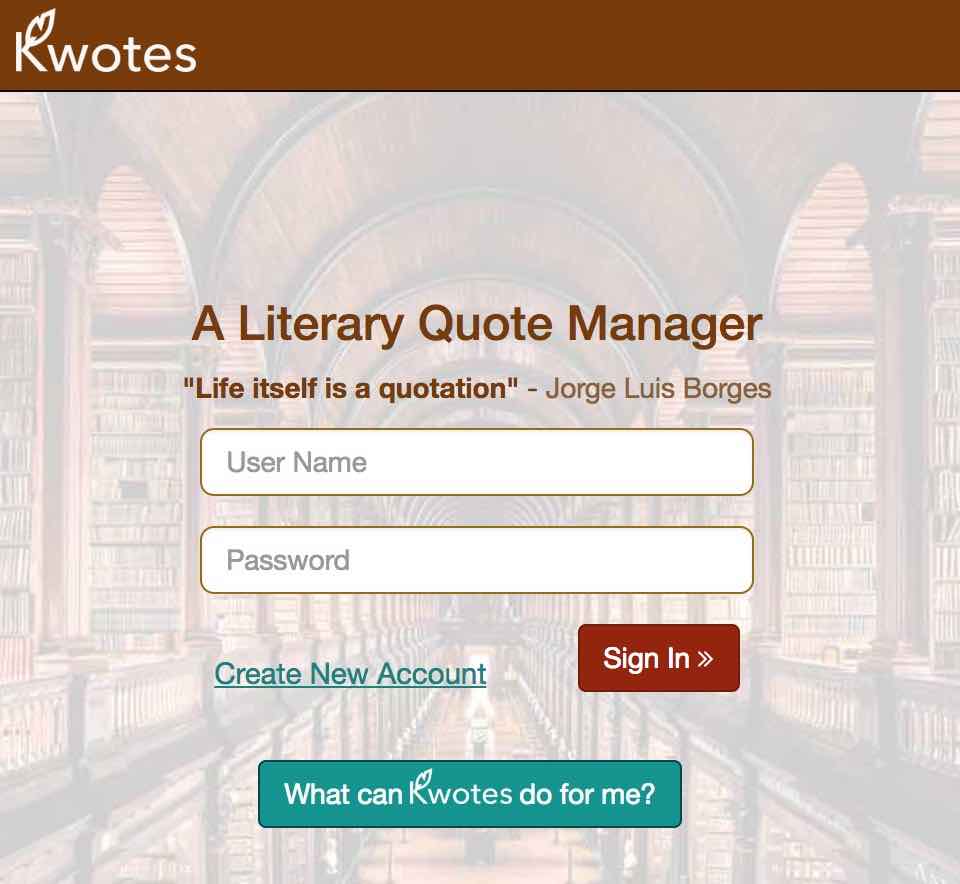 Kwotes
A Literary Quote Manager
"Life itself is a quotation" - Jorge Luis Borges
User Name
Password
Create New Account
Sign In »
What can Kwotes do for me?